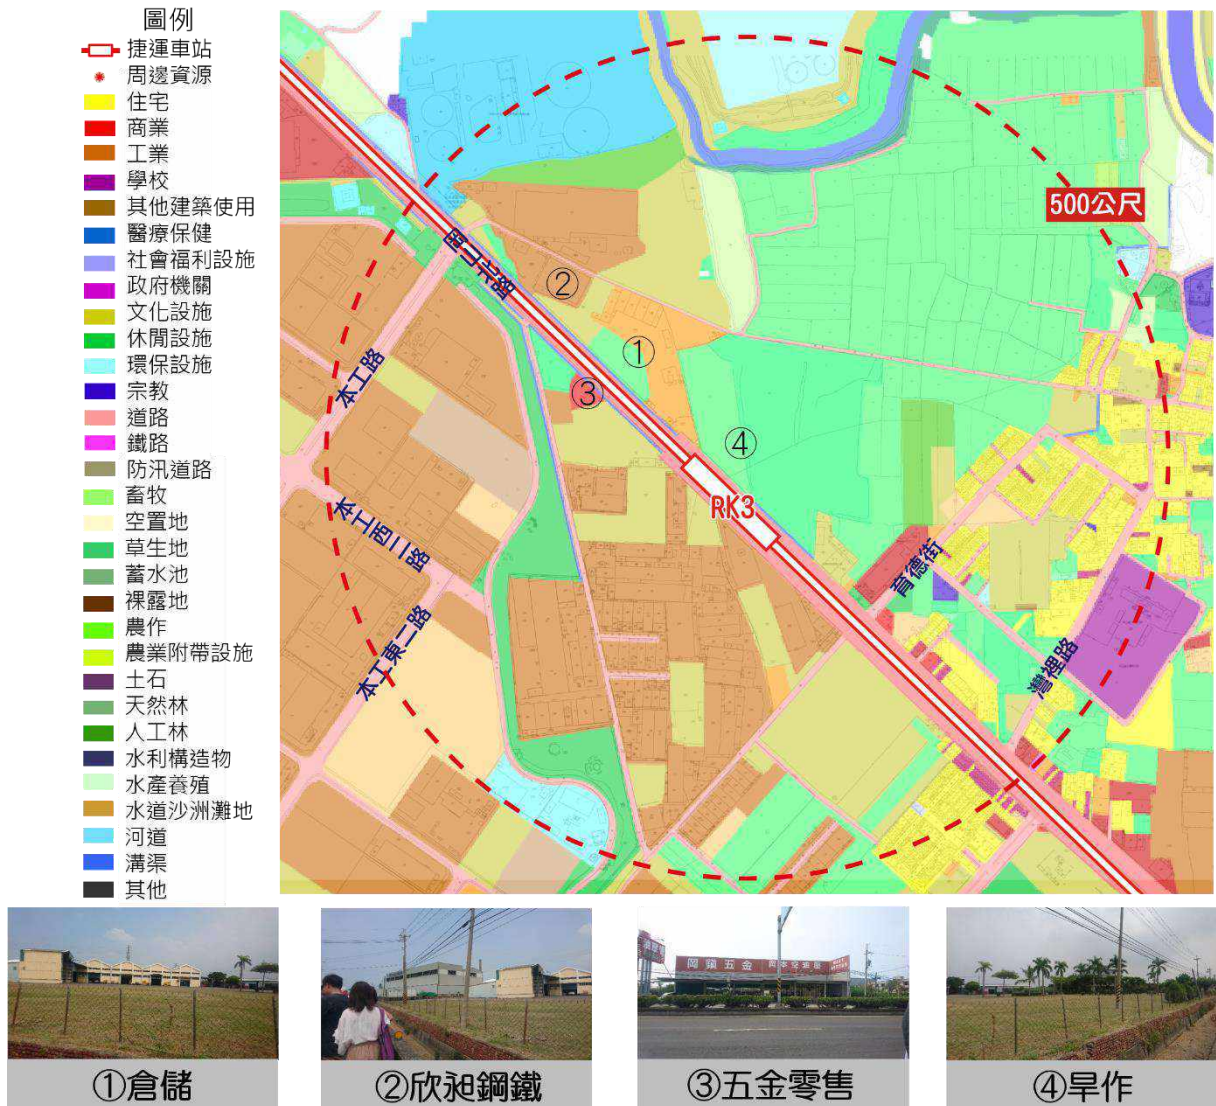 圖例
捷運車站
周邊資源
住宅
商業
工業
學校
其他建築使用
醫療保健
社會福利設施
政府機關
文化設施
休閒設施
環保設施
宗教
道路
鐵路
防汛道路
畜牧
空置地
草生地
蓄水池
裸露地
農作
農業附帶設施
土石
天然林
人工林
水利構造物
水產養殖
水道沙洲灘地
河道
溝渠
其他
500公尺
岡山北路
②
①
③
④
本工路
RK3
本工西二路
育德街
本工東二路
灣裡路
五金
①倉儲
②欣昶鋼鐵
③五金零售
④旱作